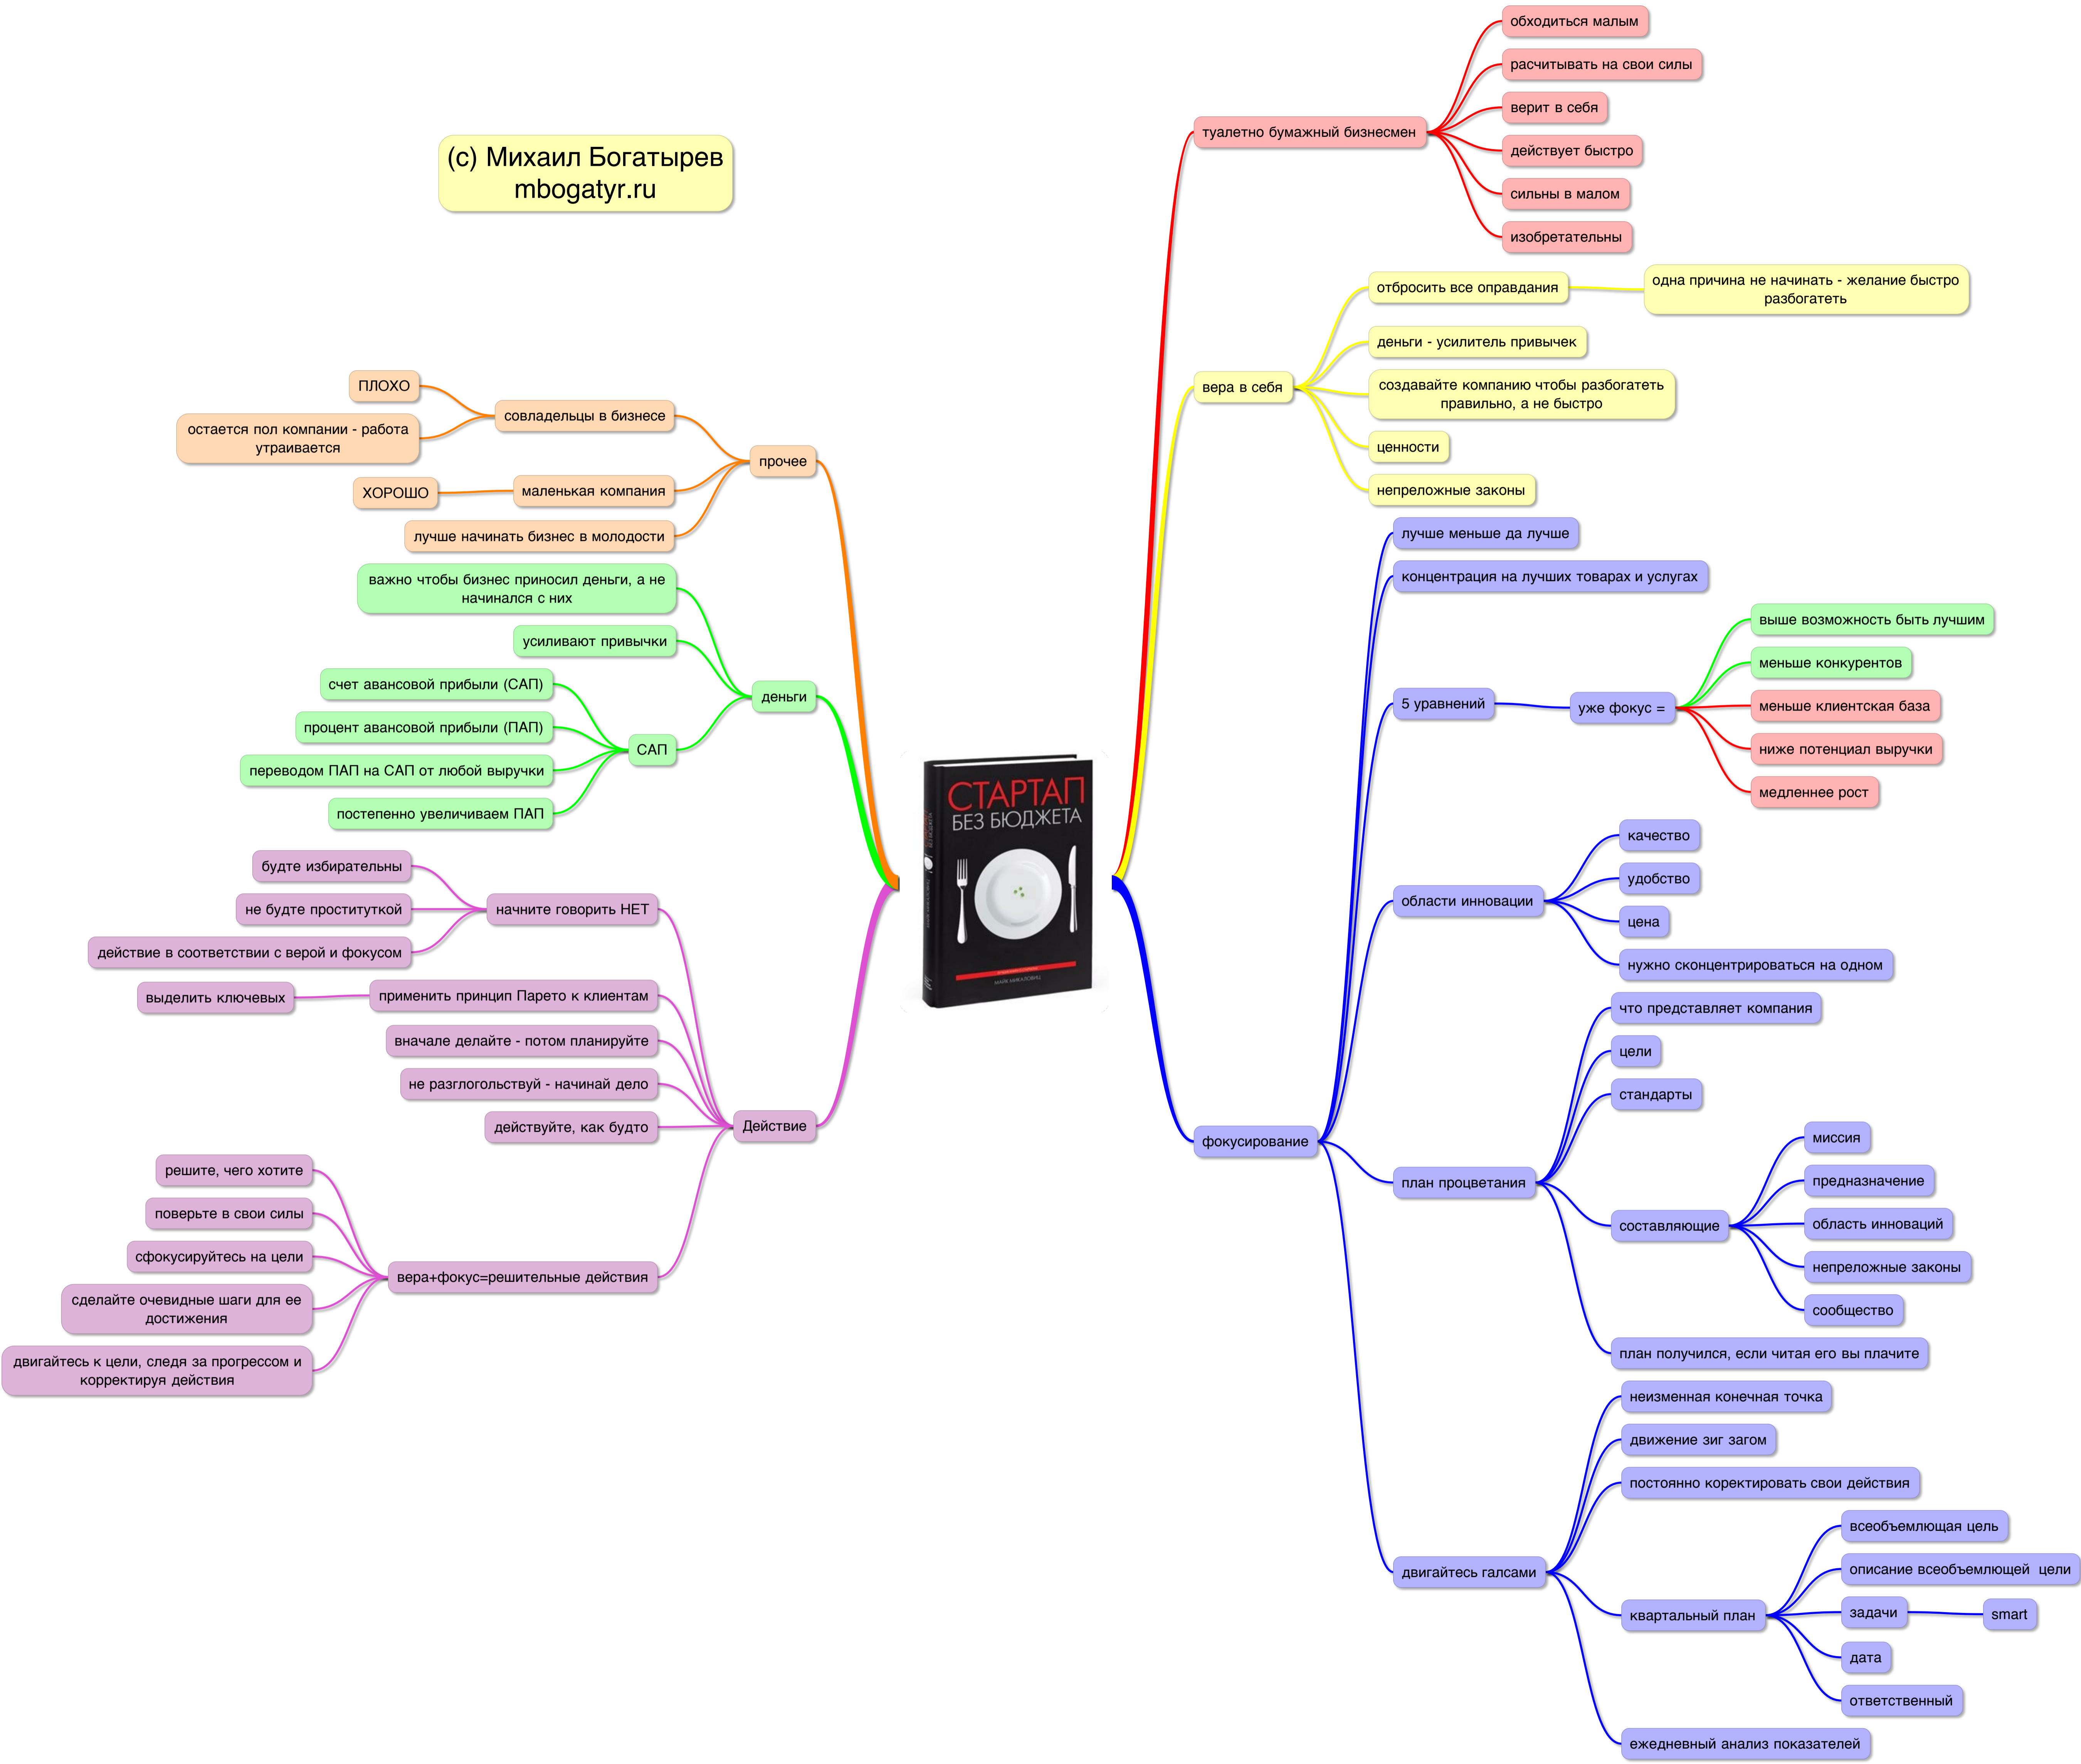 (c) Михаил Богатырев
mbogatyr.ru
туалетно бумажный бизнесмен
обходиться малым
расчитывать на свои силы
верит в себя
действует быстро
сильны в малом
изобретательны
вера в себя
отбросить все оправдания
одна причина не начинать - желание быстро
разбогатеть
деньги - усилитель привычек
создавайте компанию чтобы разбогатеть
правильно, а не быстро
ценности
непреложные законы
фокусирование
лучше меньше да лучше
концентрация на лучших товарах и услугах
5 уравнений
уже фокус =
выше возможность быть лучшим
меньше конкурентов
меньше клиентская база
ниже потенциал выручки
медленнее рост
области инновации
качество
удобство
цена
нужно сконцентрироваться на одном
план процветания
что представляет компания
цели
стандарты
составляющие
миссия
предназначение
область инноваций
непреложные законы
сообщество
план получился, если читая его вы плачите
двигайтесь галсами
неизменная конечная точка
движение зиг загом
постоянно коректировать свои действия
квартальный план
всеобъемлющая цель
описание всеобъемлющей цели
задачи
smart
дата
ответственный
ежедневный анализ показателей
прочее
совладельцы в бизнесе
ПЛОХО
остается пол компании - работа
утраивается
маленькая компания
ХОРОШО
лучше начинать бизнес в молодости
деньги
важно чтобы бизнес приносил деньги, а не
начинался с них
усиливают привычки
САП
счет авансовой прибыли (САП)
процент авансовой прибыли (ПАП)
переводом ПАП на САП от любой выручки
постепенно увеличиваем ПАП
Действие
начните говорить НЕТ
будте избирательны
не будте проституткой
действие в соответствии с верой и фокусом
применить принцип Парето к клиентам
выделить ключевых
вначале делайте - потом планируйте
не разглогольствуй - начинай дело
действуйте, как будто
вера+фокус=решительные действия
решите, чего хотите
поверьте в свои силы
сфокусируйтесь на цели
сделайте очевидные шаги для ее
достижения
двигайтесь к цели, следя за прогрессом и
корректируя действия
СТАРТАП
БЕЗ БЮДЖЕТА
МАЙК МИКАЛОВИЦ